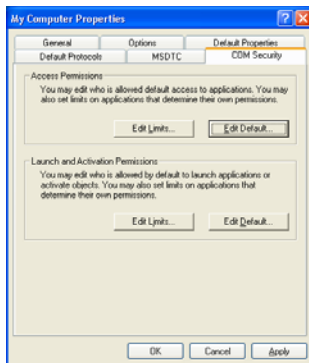 My Computer Properties
General Options Default Properties
Default Protocols MSDTC COM Security
Access Permissions
You may edit who is allowed default access to applications. You may
also set limits on applications that determine their own permissions.
Edit Limits... Edit Default...
Launch and Activation Permissions
You may edit who is allowed by default to launch applications or
activate objects. You may also set limits on applications that
determine their own permissions.
Edit Limits... Edit Default...
OK Cancel Apply